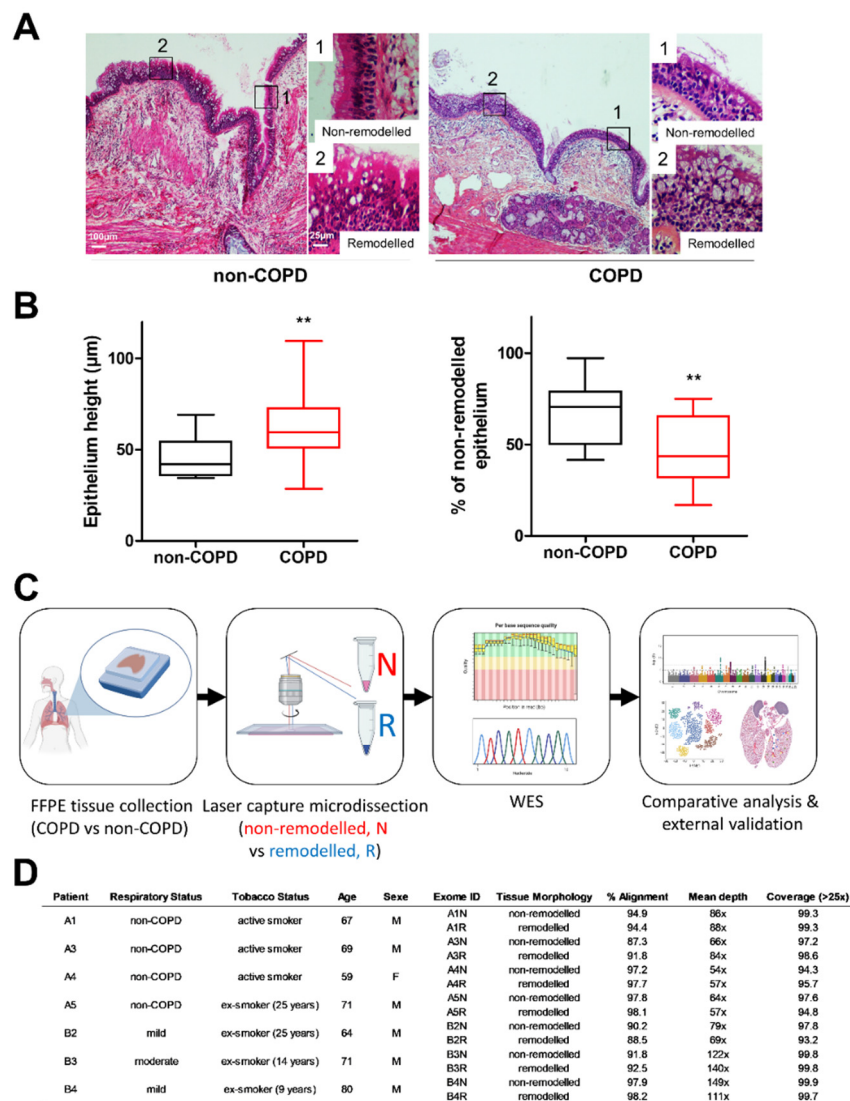 A
2
1
1
Non-remodelled
2
Remodelled
100µm
25µm
non-COPD
2
1
1
Non-remodelled
2
Remodelled
COPD
B
Epithelium height (µm)
100
50
0
**
non-COPD COPD
% of non-remodelled
epithelium
100
50
0
**
non-COPD COPD
C
N
R
Per base sequence quality
FFPE tissue collection
(COPD vs non-COPD)
Laser capture microdissection
(non-remodelled, N
vs remodelled, R)
WES
Comparative analysis &
external validation
D
Patient Respiratory Status Tobacco Status Age Sexe
A1 non-COPD active smoker 67 M
A3 non-COPD active smoker 69 M
A4 non-COPD active smoker 59 F
A5 non-COPD ex-smoker (25 years) 71 M
B2 mild ex-smoker (25 years) 64 M
B3 moderate ex-smoker (14 years) 71 M
B4 mild ex-smoker (9 years) 80 M
Exome ID Tissue Morphology % Alignment Mean depth Coverage (>25x)
A1N non-remodelled 94.9 86x 99.3
A1R remodelled 94.4 88x 99.3
A3N non-remodelled 87.3 66x 97.2
A3R remodelled 91.8 84x 98.6
A4N non-remodelled 97.2 54x 94.3
A4R remodelled 97.7 57x 95.7
A5N non-remodelled 97.8 64x 97.6
A5R remodelled 98.1 57x 94.8
B2N non-remodelled 90.2 79x 97.8
B2R remodelled 88.5 69x 93.2
B3N non-remodelled 91.8 122x 99.8
B3R remodelled 92.5 140x 99.8
B4N non-remodelled 97.9 149x 99.9
B4R remodelled 98.2 111x 99.7